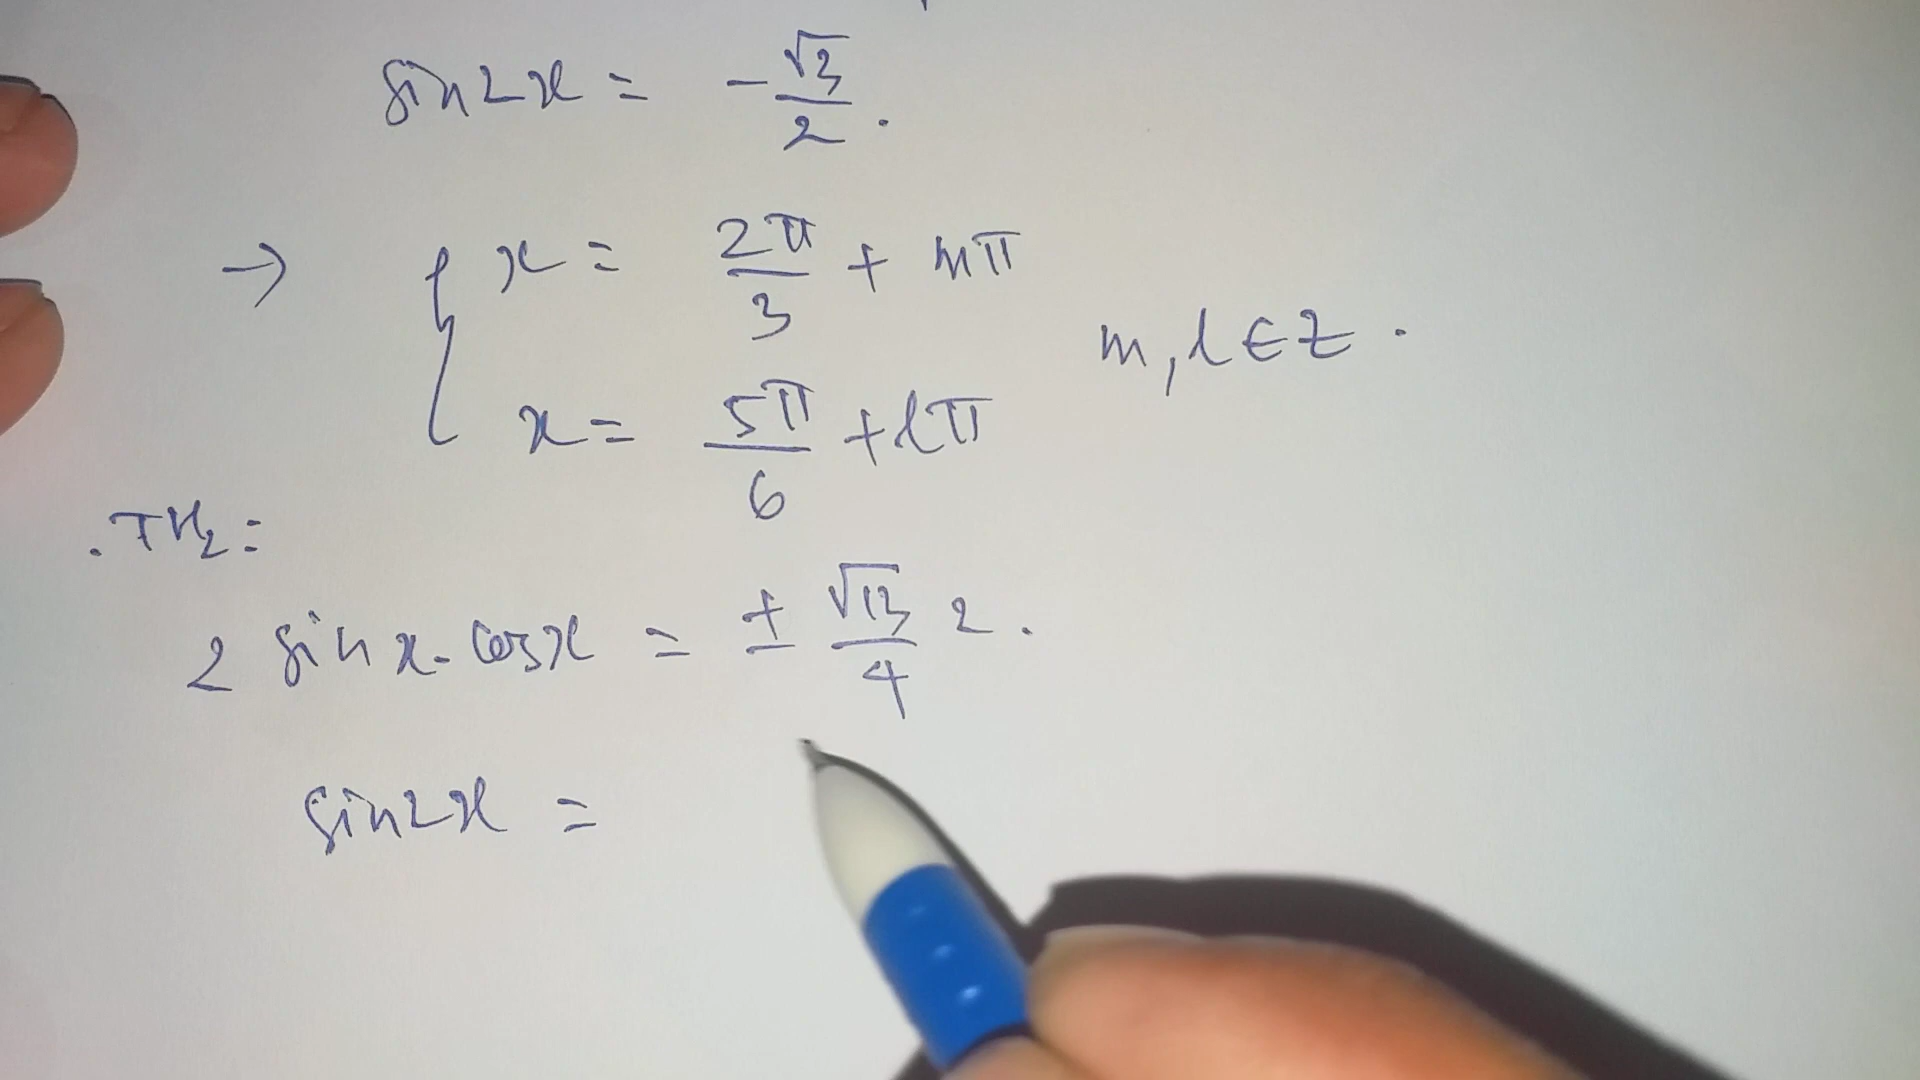 sin2x = -√3/2.
→ { x = 2π/3 + mπ
x = 5π/6 + lπ
m, l ∈ Z.
. TH2:
2 sin x. cos x = ± √13/4 2.
sin2x =